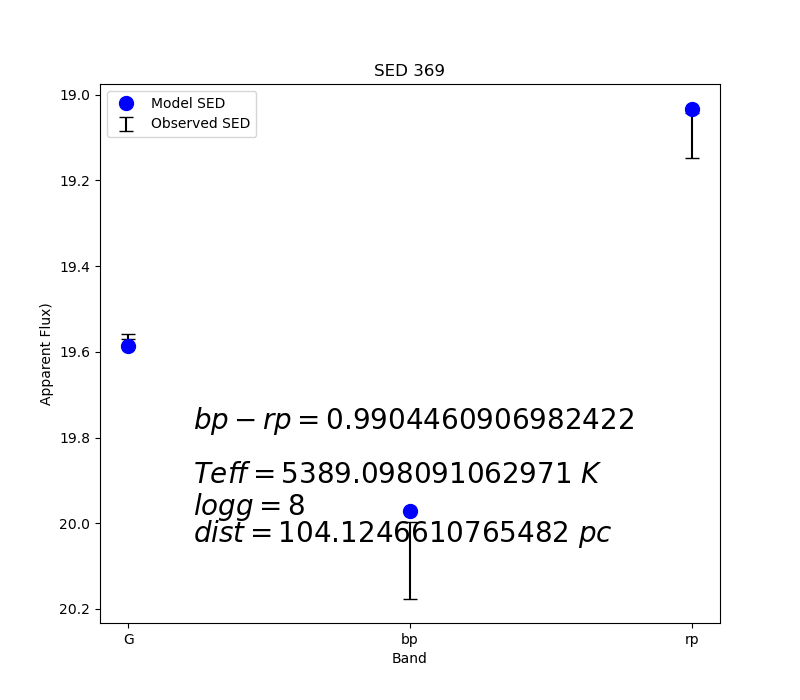 SED 369
Model SED
Observed SED
19.0
19.2
19.4
19.6
19.8
20.0
20.2
Apparent Flux)
bp − rp = 0.9904460906982422
Teff = 5389.098091062971 K
logg = 8
dist = 104.1246610765482 pc
G bp rp
Band